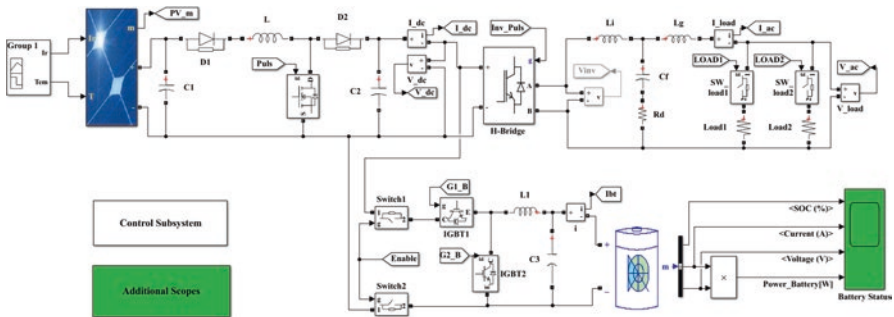 Group 1
Ir
Tem
PV_m
m
D1
L
D2
Puls
C1
C2
I_dc
I_dc
V_dc
V_dc
Inv_Puls
g
A
B
H-Bridge
Vinv
Li
Lg
Cf
Rd
I_load
I_ac
LOAD1
LOAD2
SW_
load1
SW_
load2
Load1
Load2
V_ac
V_load
Control Subsystem
Additional Scopes
Switch1
G1_B
IGBT1
L1
Ibt
i
Enable
G2_B
IGBT2
C3
Switch2
m
<SOC (%)>
<Current (A)>
<Voltage (V)>
Power_Battery[W]
Battery Status